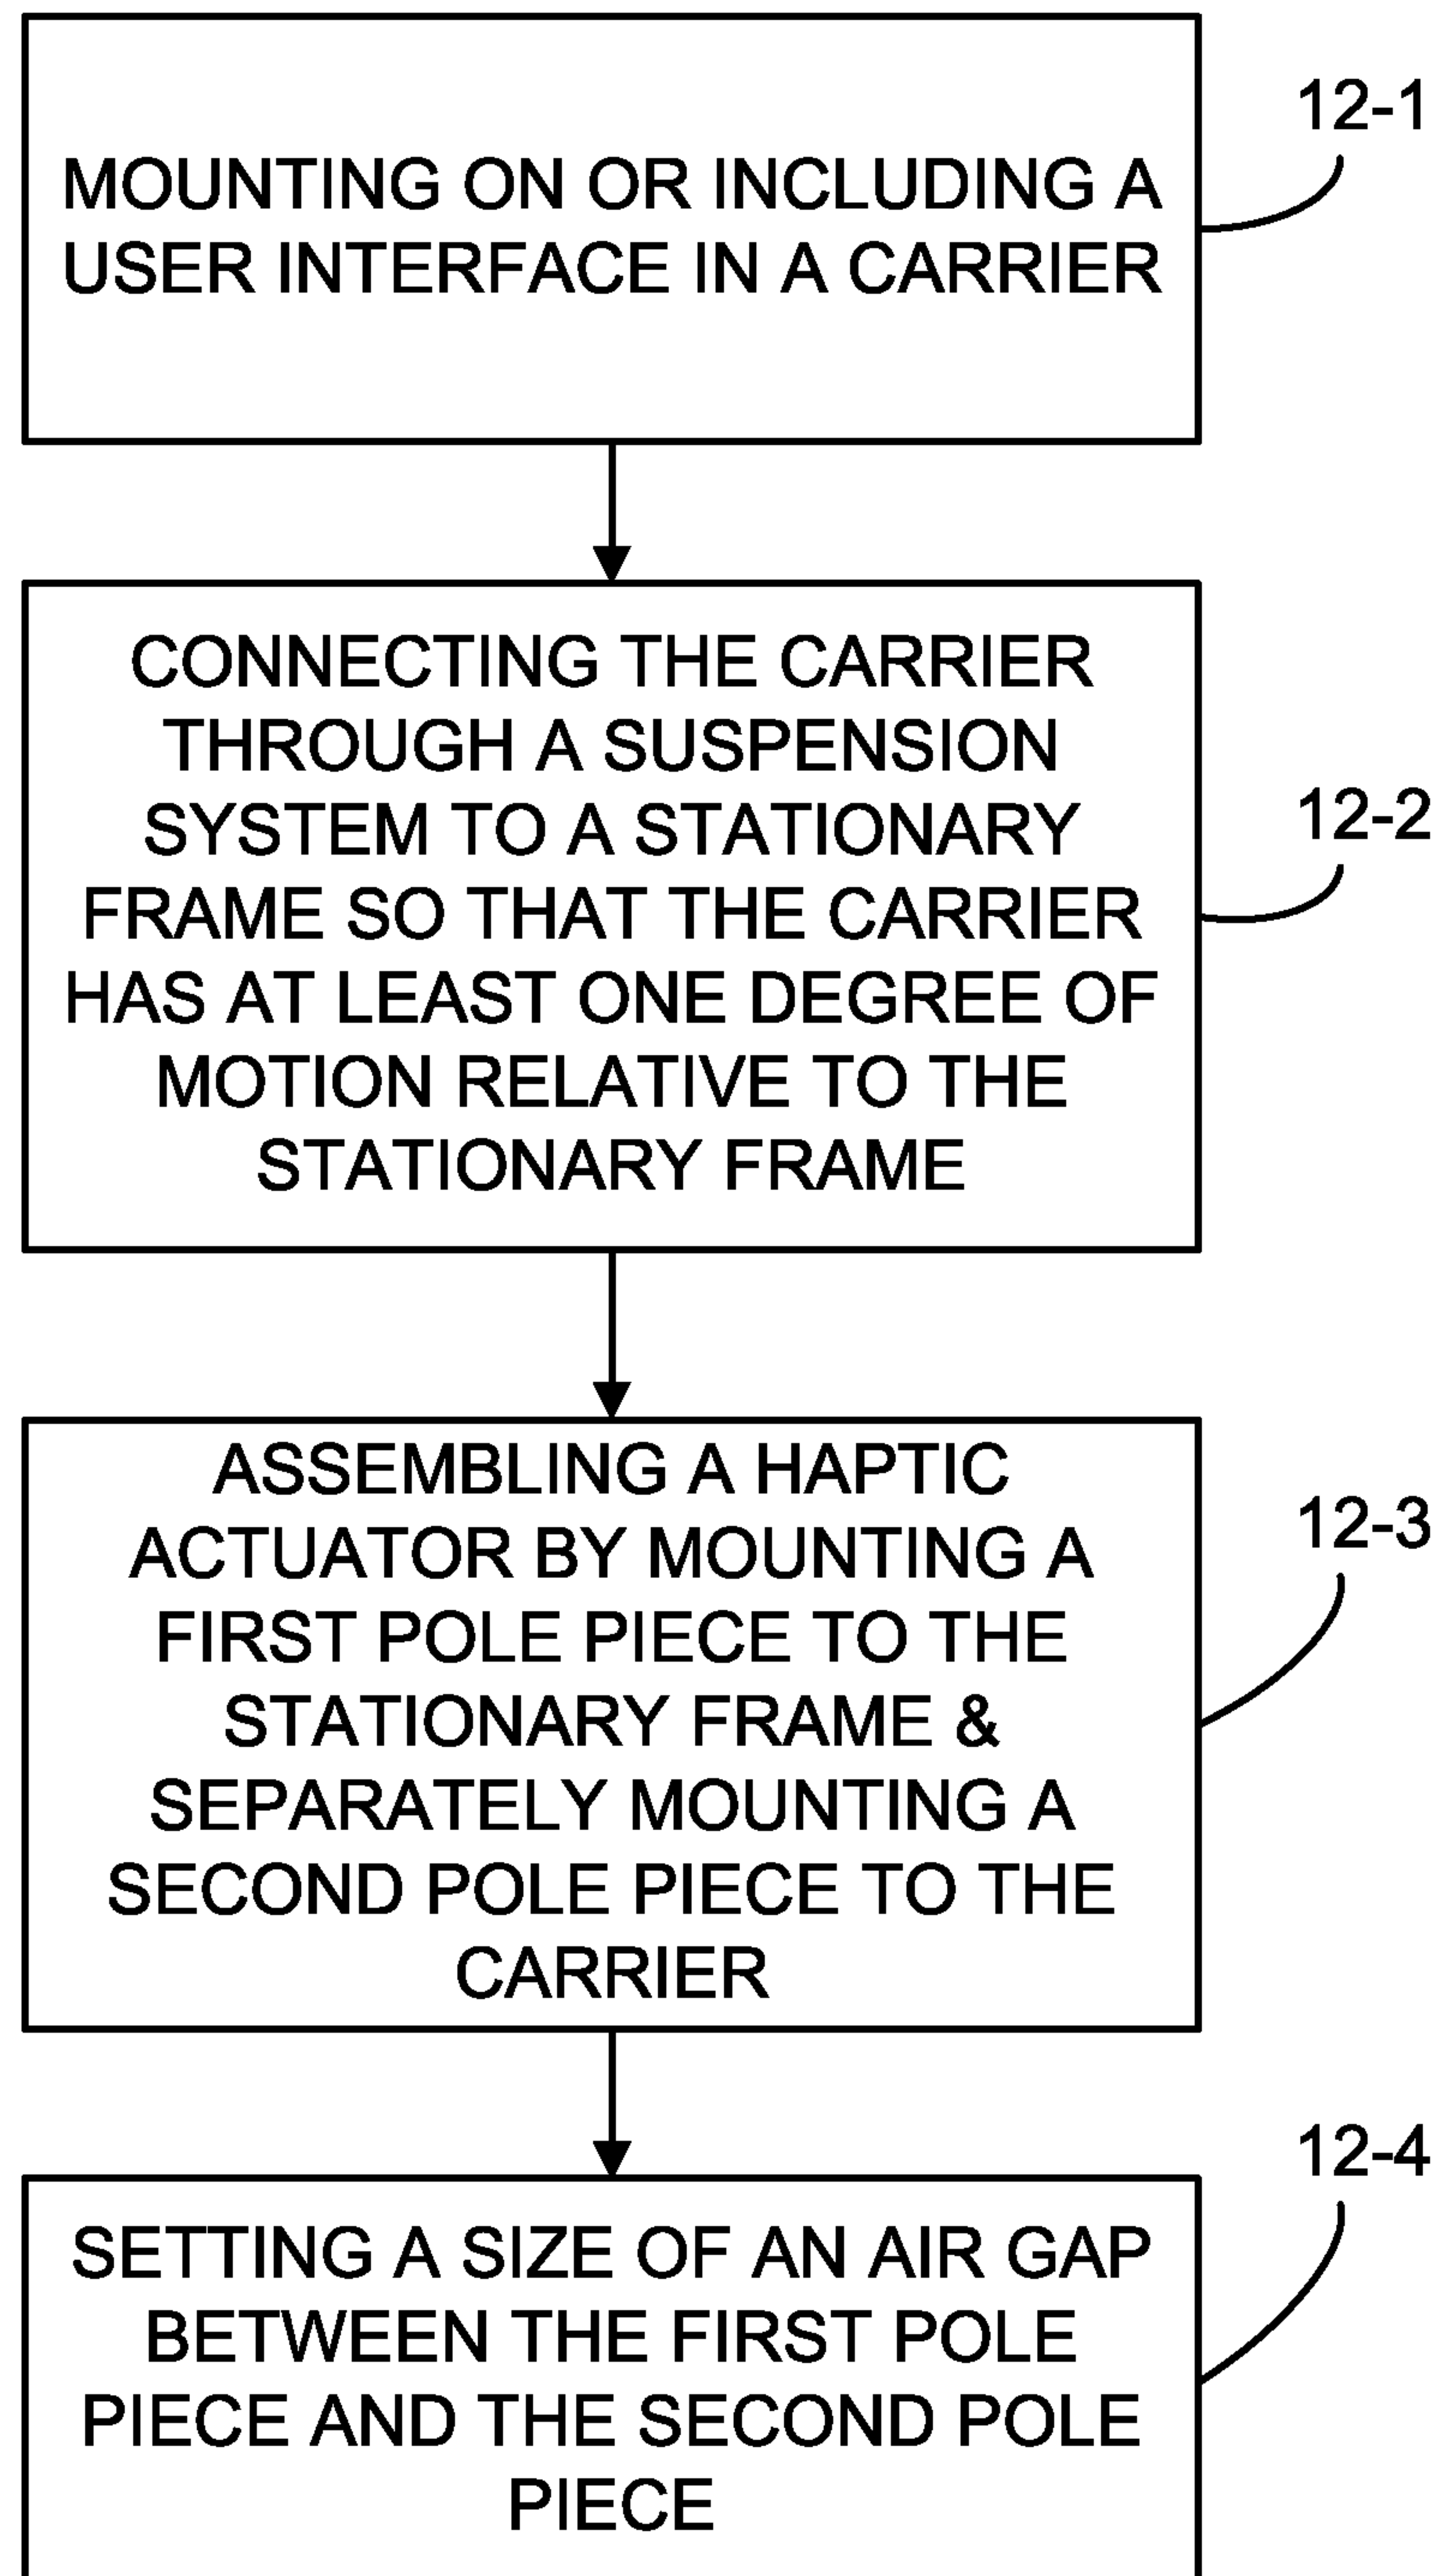 MOUNTING ON OR INCLUDING A
USER INTERFACE IN A CARRIER
12-1
CONNECTING THE CARRIER
THROUGH A SUSPENSION
SYSTEM TO A STATIONARY
FRAME SO THAT THE CARRIER
HAS AT LEAST ONE DEGREE OF
MOTION RELATIVE TO THE
STATIONARY FRAME
12-2
ASSEMBLING A HAPTIC
ACTUATOR BY MOUNTING A
FIRST POLE PIECE TO THE
STATIONARY FRAME &
SEPARATELY MOUNTING A
SECOND POLE PIECE TO THE
CARRIER
12-3
SETTING A SIZE OF AN AIR GAP
BETWEEN THE FIRST POLE
PIECE AND THE SECOND POLE
PIECE
12-4